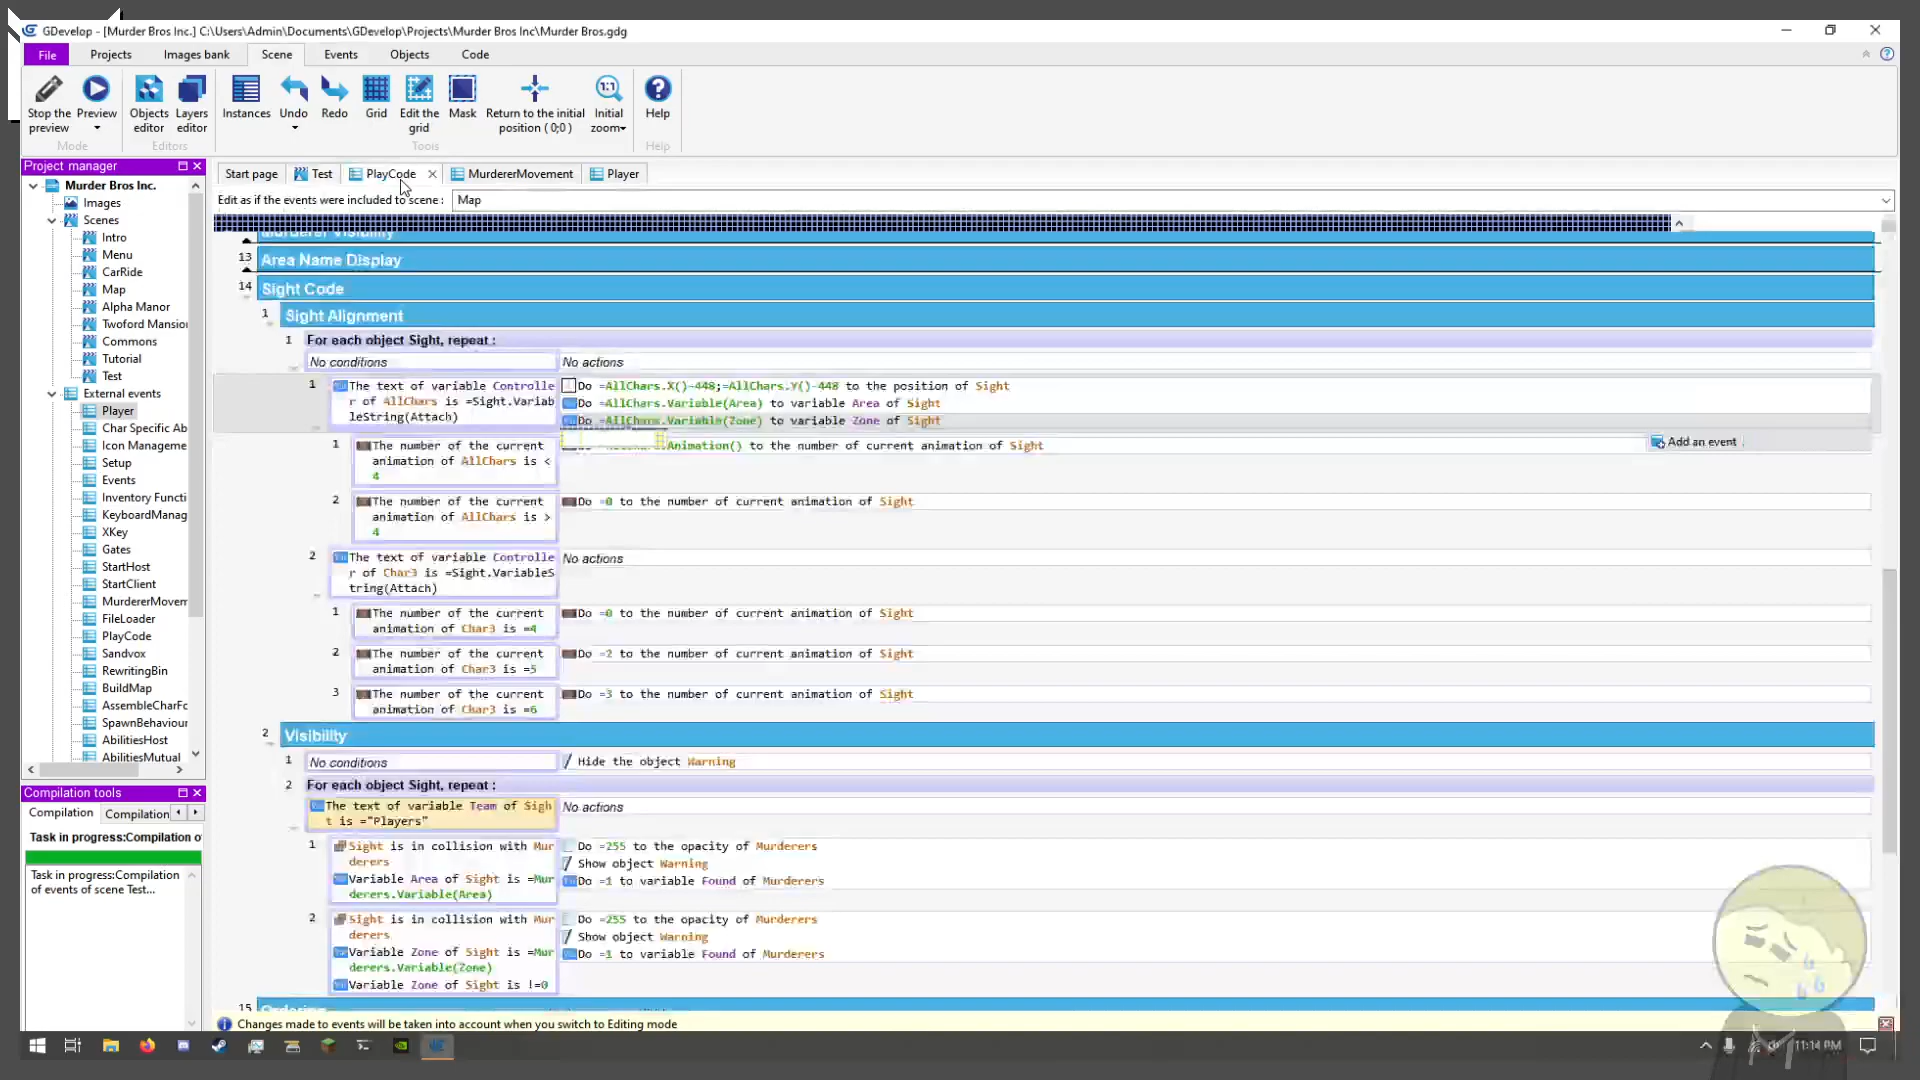 GDevelop - [Murder Bros Inc.] C:\Users\Admin\Documents\GDevelop\Projects\Murder Bros Inc\Murder Bros.gdg
File Projects Images bank Scene Events Objects Code
Stop the preview Preview Objects editor Layers editor Instances Undo Redo Grid Edit the grid Mask Return to the initial position ( 0;0 ) Initial zoom Help
Mode Editors Tools Help
Project manager
Murder Bros Inc.
Images
Scenes
Intro
Menu
CarRide
Map
Alpha Manor
Twoford Mansio
Commons
Tutorial
Test
External events
Player
Char Specific Ab
Icon Manageme
Setup
Events
Inventory Functi
KeyboardManag
XKey
Gates
StartHost
StartClient
MurdererMovem
FileLoader
PlayCode
Sandvox
RewritingBin
BuildMap
AssembleCharFc
SpawnBehaviour
AbilitiesHost
AbilitiesMutual
Compilation tools
Compilation Compilation
Task in progress:Compilation o
Task in progress:Compilation
of events of scene Test...
Start page Test PlayCode MurdererMovement Player
Edit as if the events were included to scene : Map
Murderer Visibility
13 Area Name Display
14 Sight Code
1 Sight Alignment
1 For each object Sight, repeat :
No conditions No actions
1 The text of variable Controlle
r of AllChars is =Sight.Variab
leString(Attach)
Do =AllChars.X()-448;=AllChars.Y()-448 to the position of Sight
Do =AllChars.Variable(Area) to variable Area of Sight
Do =AllChars.Variable(Zone) to variable Zone of Sight
Add an event
1 The number of the current
animation of AllChars is <
4
Animation() to the number of current animation of Sight
2 The number of the current
animation of AllChars is >
4
Do =0 to the number of current animation of Sight
2 The text of variable Controlle
r of Char3 is =Sight.VariableS
tring(Attach)
No actions
1 The number of the current
animation of Char3 is =4
Do =0 to the number of current animation of Sight
2 The number of the current
animation of Char3 is =5
Do =2 to the number of current animation of Sight
3 The number of the current
animation of Char3 is =6
Do =3 to the number of current animation of Sight
2 Visibility
1 No conditions Hide the object Warning
2 For each object Sight, repeat :
The text of variable Team of Sigh
t is ="Players"
No actions
1 Sight is in collision with Mur
derers
Variable Area of Sight is =Mur
derers.Variable(Area)
Do =255 to the opacity of Murderers
Show object Warning
Do =1 to variable Found of Murderers
2 Sight is in collision with Mur
derers
Variable Zone of Sight is =Mur
derers.Variable(Zone)
Variable Zone of Sight is !=0
Do =255 to the opacity of Murderers
Show object Warning
Do =1 to variable Found of Murderers
15 Ordering
Changes made to events will be taken into account when you switch to Editing mode
11:14 PM